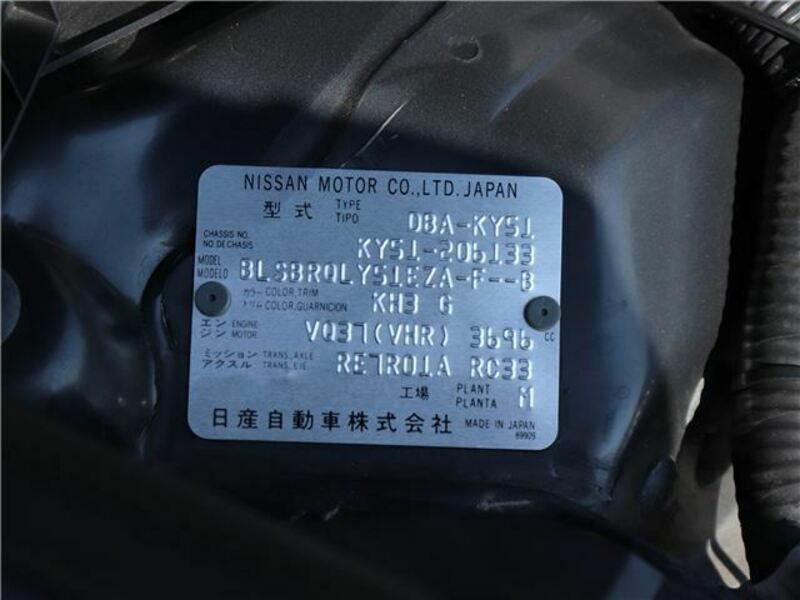 NISSAN MOTOR CO.,LTD. JAPAN
型式 TYPE TIPO DBA-KY51
CHASSIS NO. NO.DE CHASIS KY51-206133
MODEL MODELO BLSBRQLY51EZA-F--B
カラートリム COLOR,TRIM COLOR,GUARNICION KH3 G
エンジン ENGINE MOTOR VQ37(VHR) 3696 CC
ミッションアクスル TRANS.,AXLE TRANS.,EJE RE7R01A RC33
工場 PLANT PLANTA M
日産自動車株式会社 MADE IN JAPAN
69909